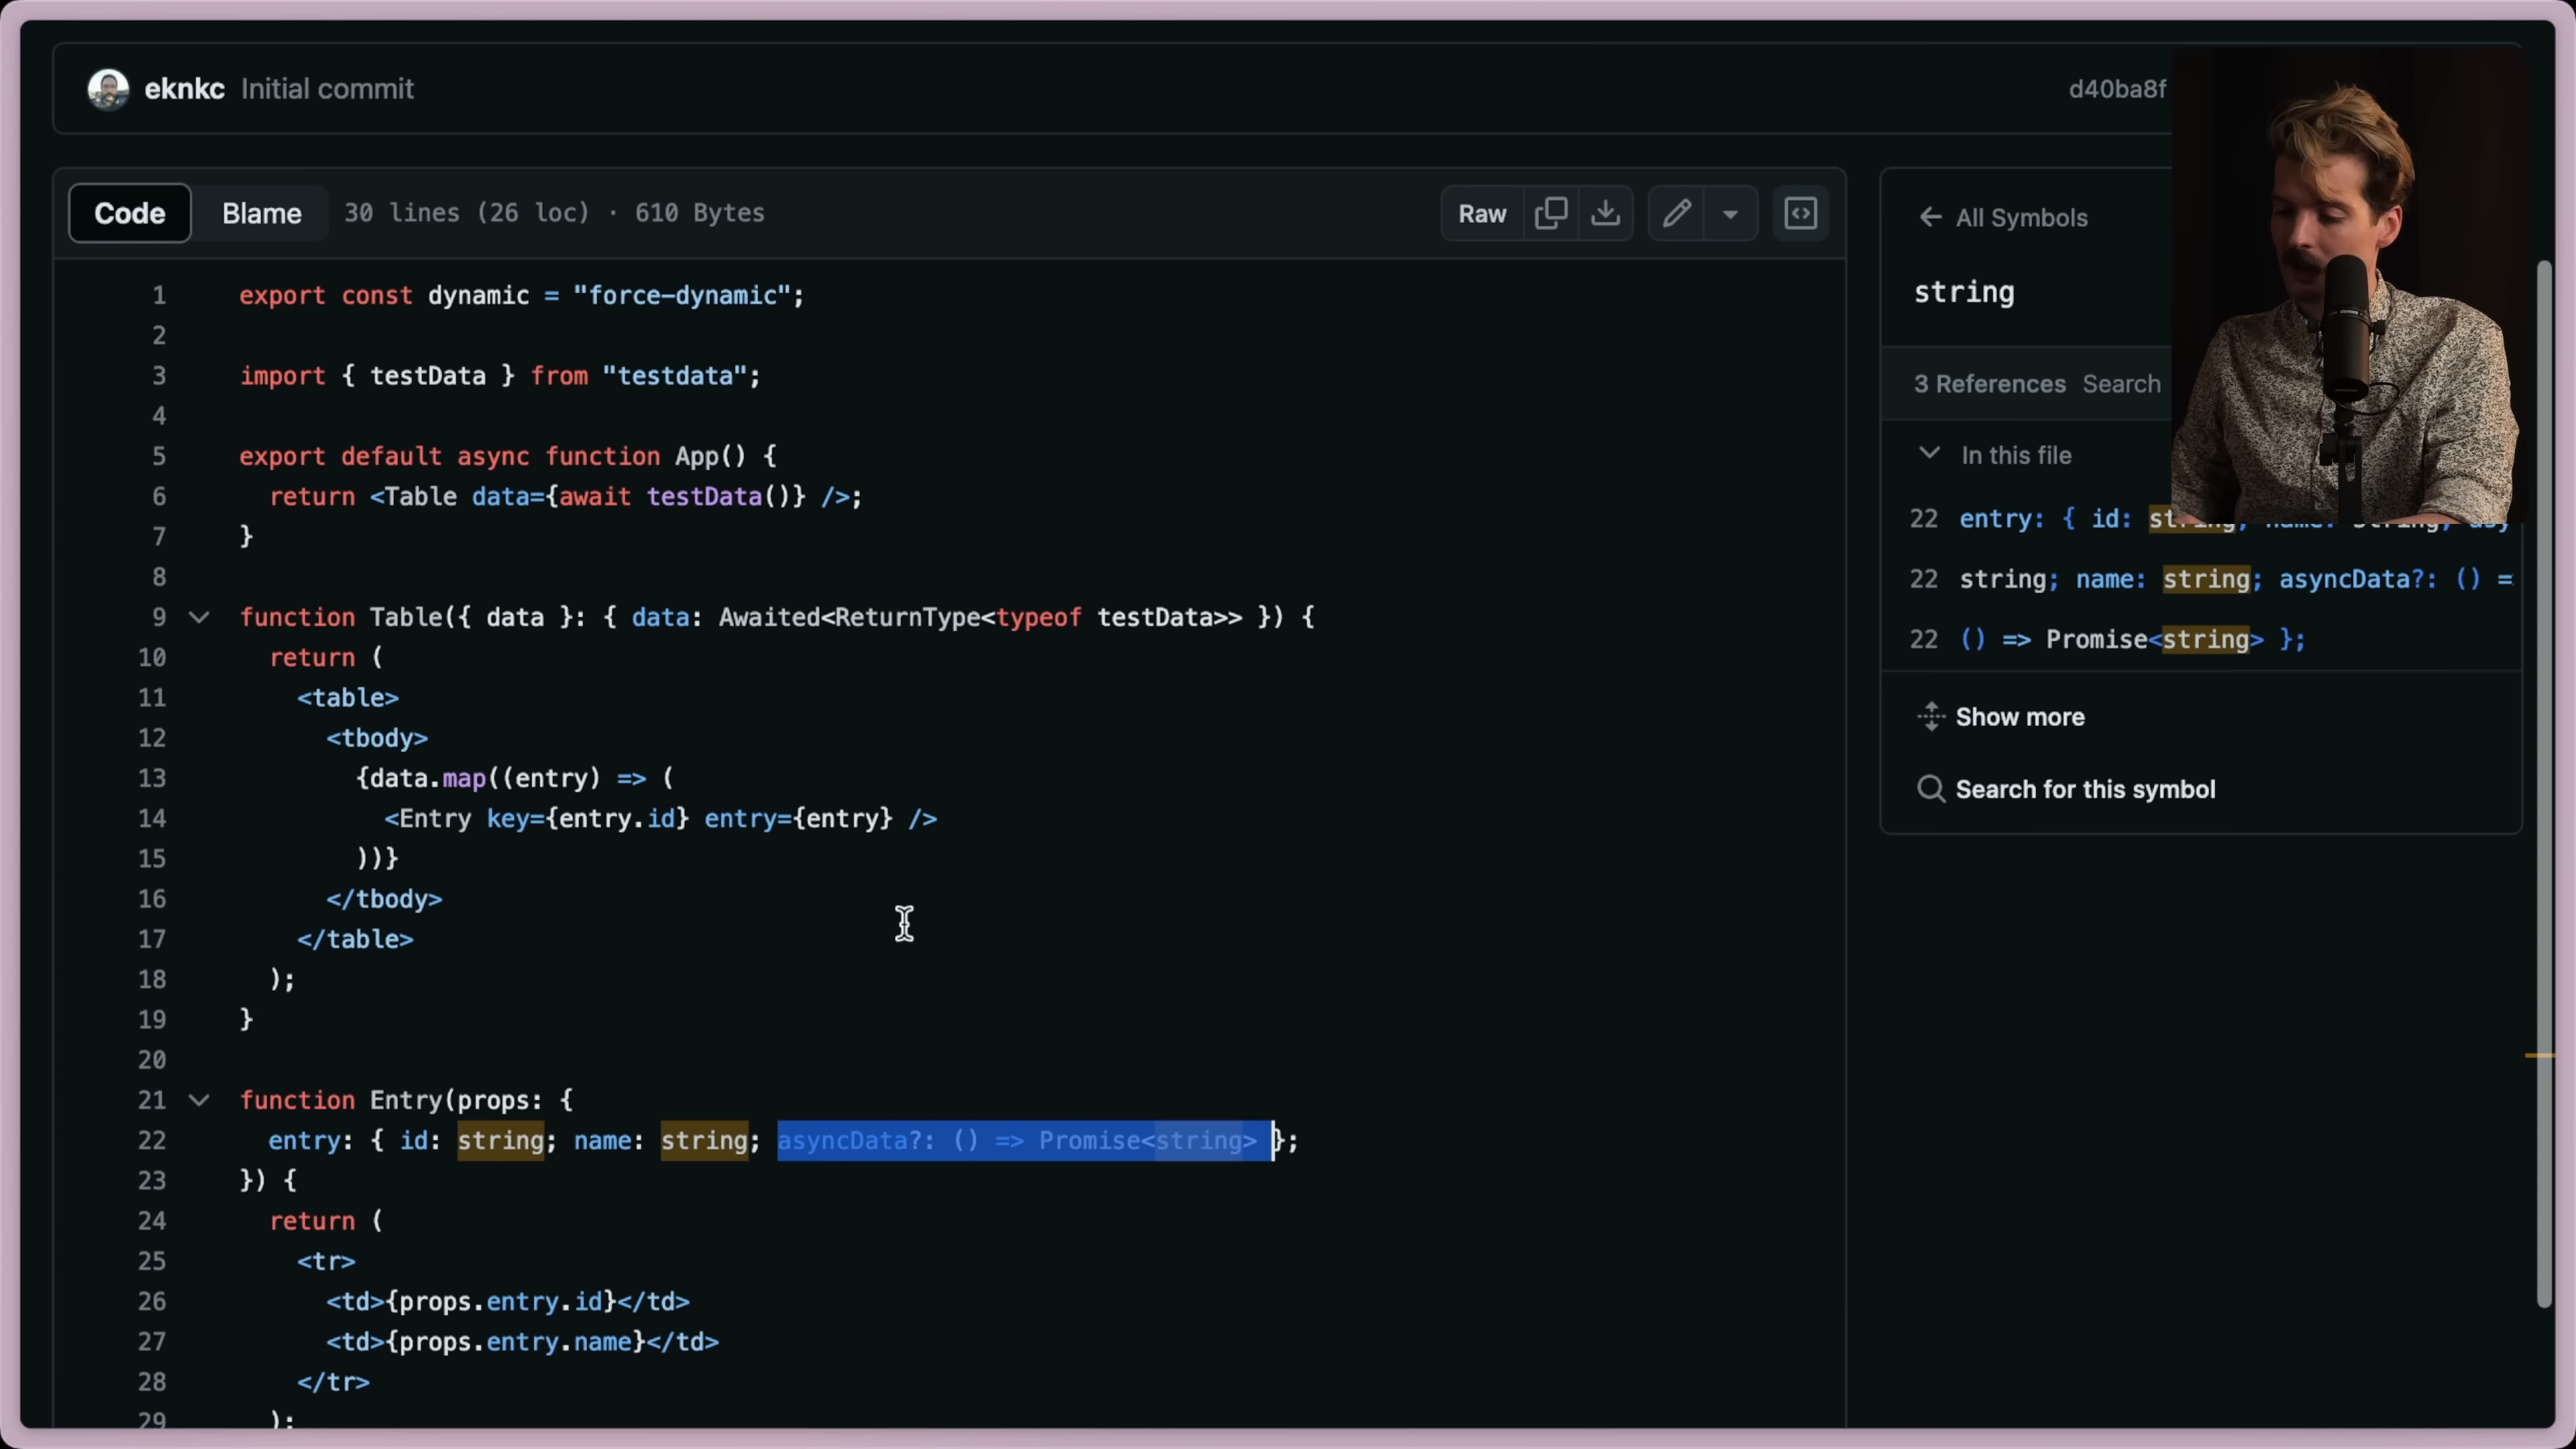 eknkc Initial commit d40ba8f
Code Blame 30 lines (26 loc) · 610 Bytes Raw
1 export const dynamic = "force-dynamic";
2
3 import { testData } from "testdata";
4
5 export default async function App() {
6 return <Table data={await testData()} />;
7 }
8
9 function Table({ data }: { data: Awaited<ReturnType<typeof testData>> }) {
10 return (
11 <table>
12 <tbody>
13 {data.map((entry) => (
14 <Entry key={entry.id} entry={entry} />
15 ))}
16 </tbody>
17 </table>
18 );
19 }
20
21 function Entry(props: {
22 entry: { id: string; name: string; asyncData?: () => Promise<string> };
23 }) {
24 return (
25 <tr>
26 <td>{props.entry.id}</td>
27 <td>{props.entry.name}</td>
28 </tr>
29 );
All Symbols
string
3 References Search
In this file
22 entry: { id: string; name: string;
22 string; name: string; asyncData?: () =
22 () => Promise<string> };
Show more
Search for this symbol